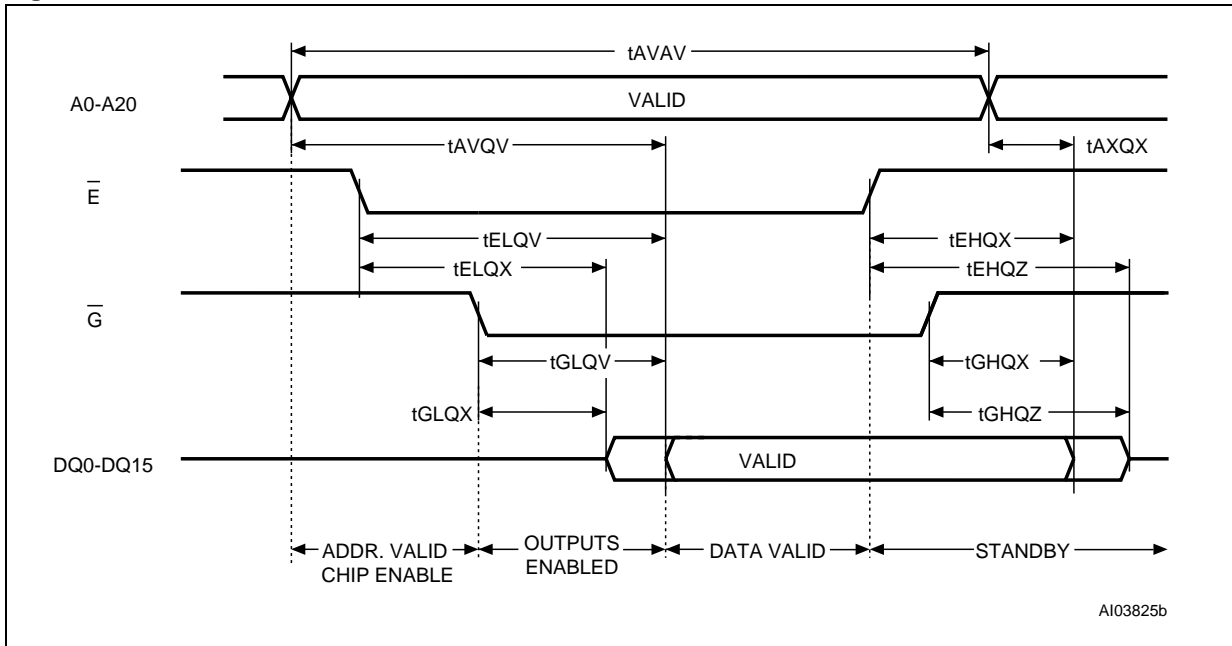 tAVAV
A0-A20
VALID
tAVQV
tAXQX
E
tELQV
tEHQX
tELQX
tEHQZ
G
tGLQV
tGHQX
tGLQX
tGHQZ
DQ0-DQ15
VALID
ADDR. VALID
CHIP ENABLE
OUTPUTS
ENABLED
DATA VALID
STANDBY
AI03825b